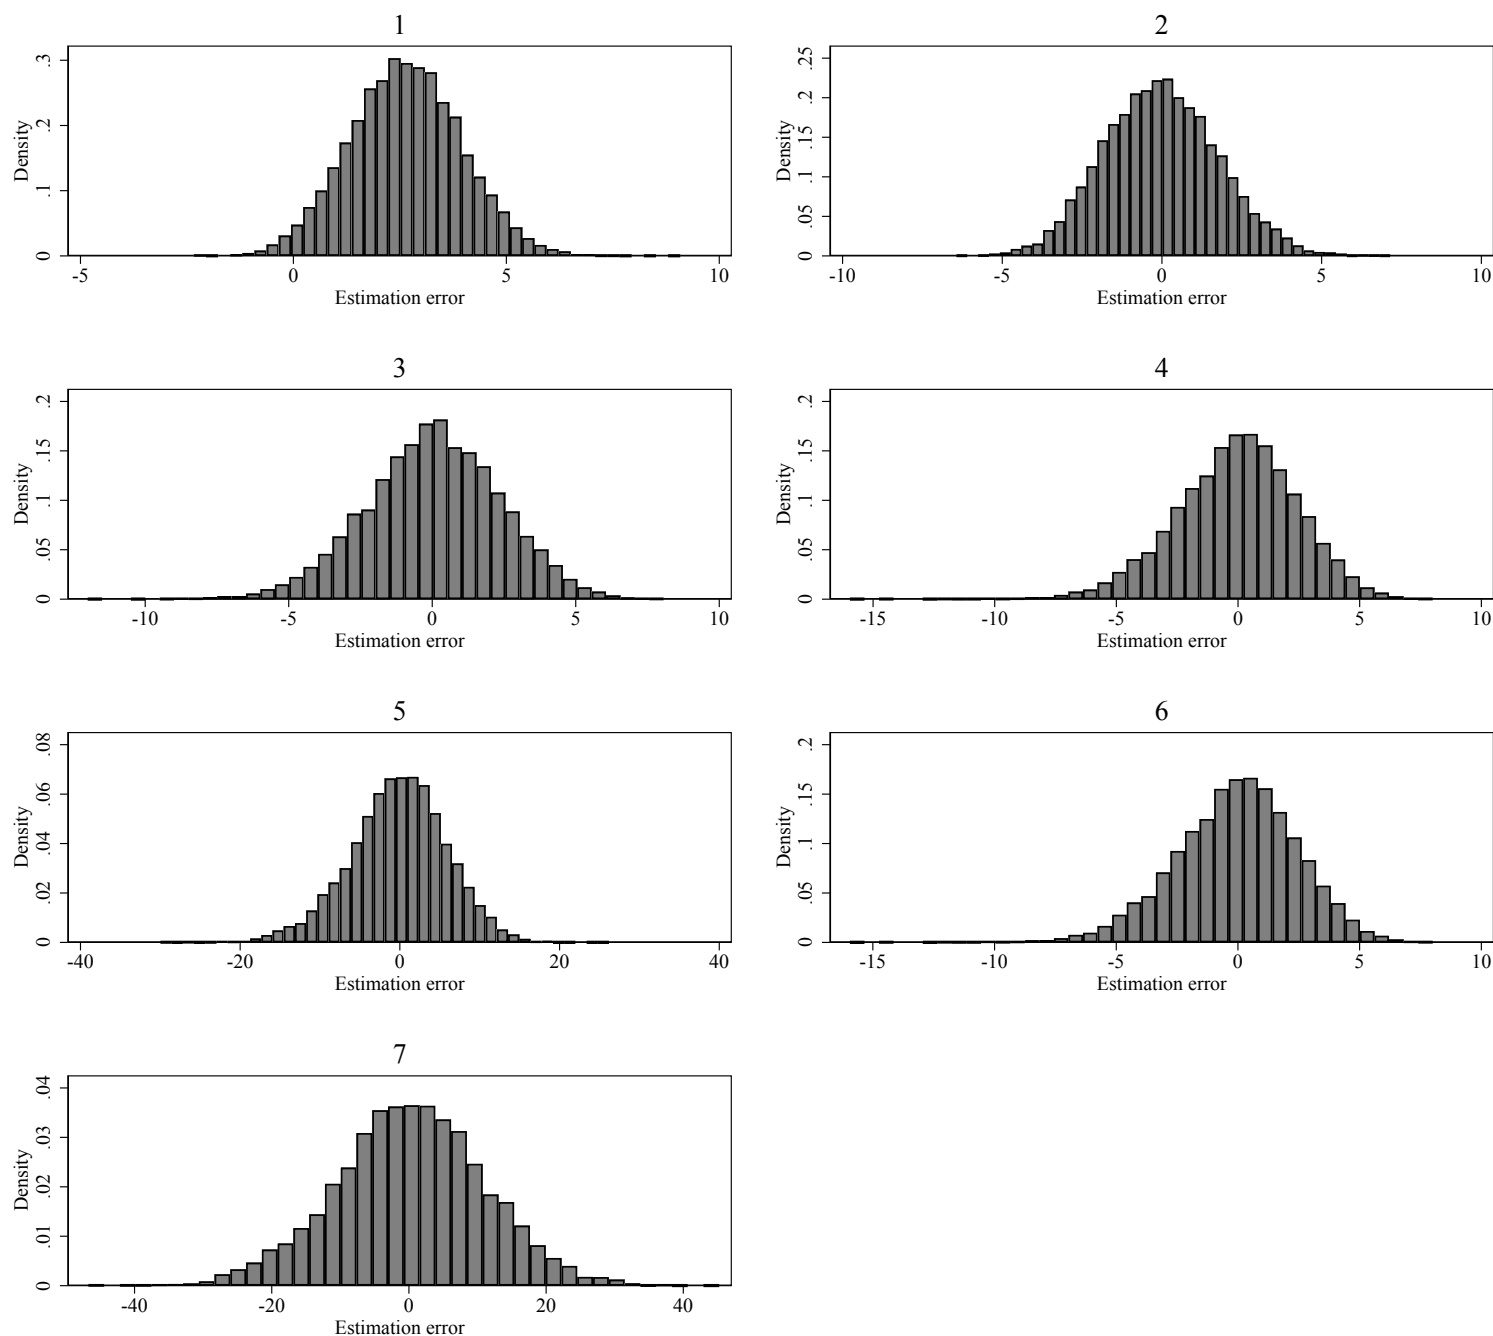 1
Density
0 .1 .2 .3
-5 0 5 10
Estimation error
2
Density
0 .05 .1 .15 .2 .25
-10 -5 0 5 10
Estimation error
3
Density
0 .05 .1 .15 .2
-10 -5 0 5 10
Estimation error
4
Density
0 .05 .1 .15 .2
-15 -10 -5 0 5 10
Estimation error
5
Density
0 .02 .04 .06 .08
-40 -20 0 20 40
Estimation error
6
Density
0 .05 .1 .15 .2
-15 -10 -5 0 5 10
Estimation error
7
Density
0 .01 .02 .03 .04
-40 -20 0 20 40
Estimation error